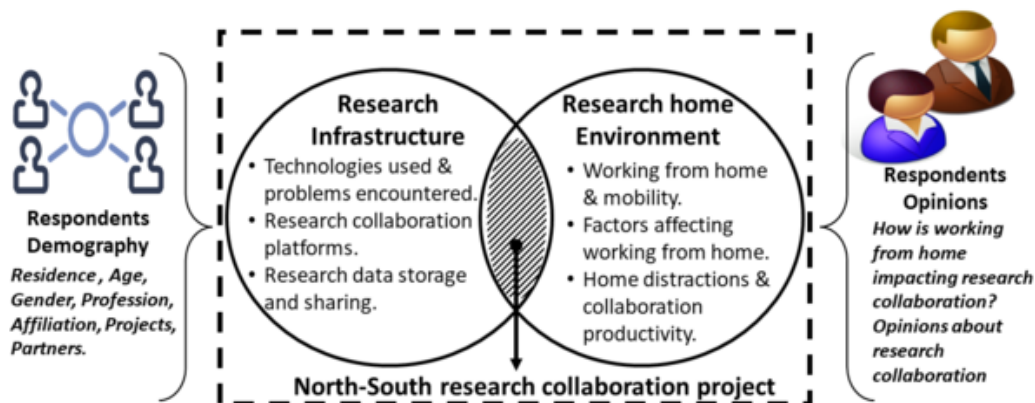 Respondents
Demography
Residence , Age,
Gender, Profession,
Affiliation, Projects,
Partners.
Research
Infrastructure
• Technologies used &
problems encountered.
• Research collaboration
platforms.
• Research data storage
and sharing.
Research home
Environment
• Working from home
& mobility.
• Factors affecting
working from home.
• Home distractions &
collaboration
productivity.
North-South research collaboration project
Respondents
Opinions
How is working
from home
impacting research
collaboration?
Opinions about
research
collaboration